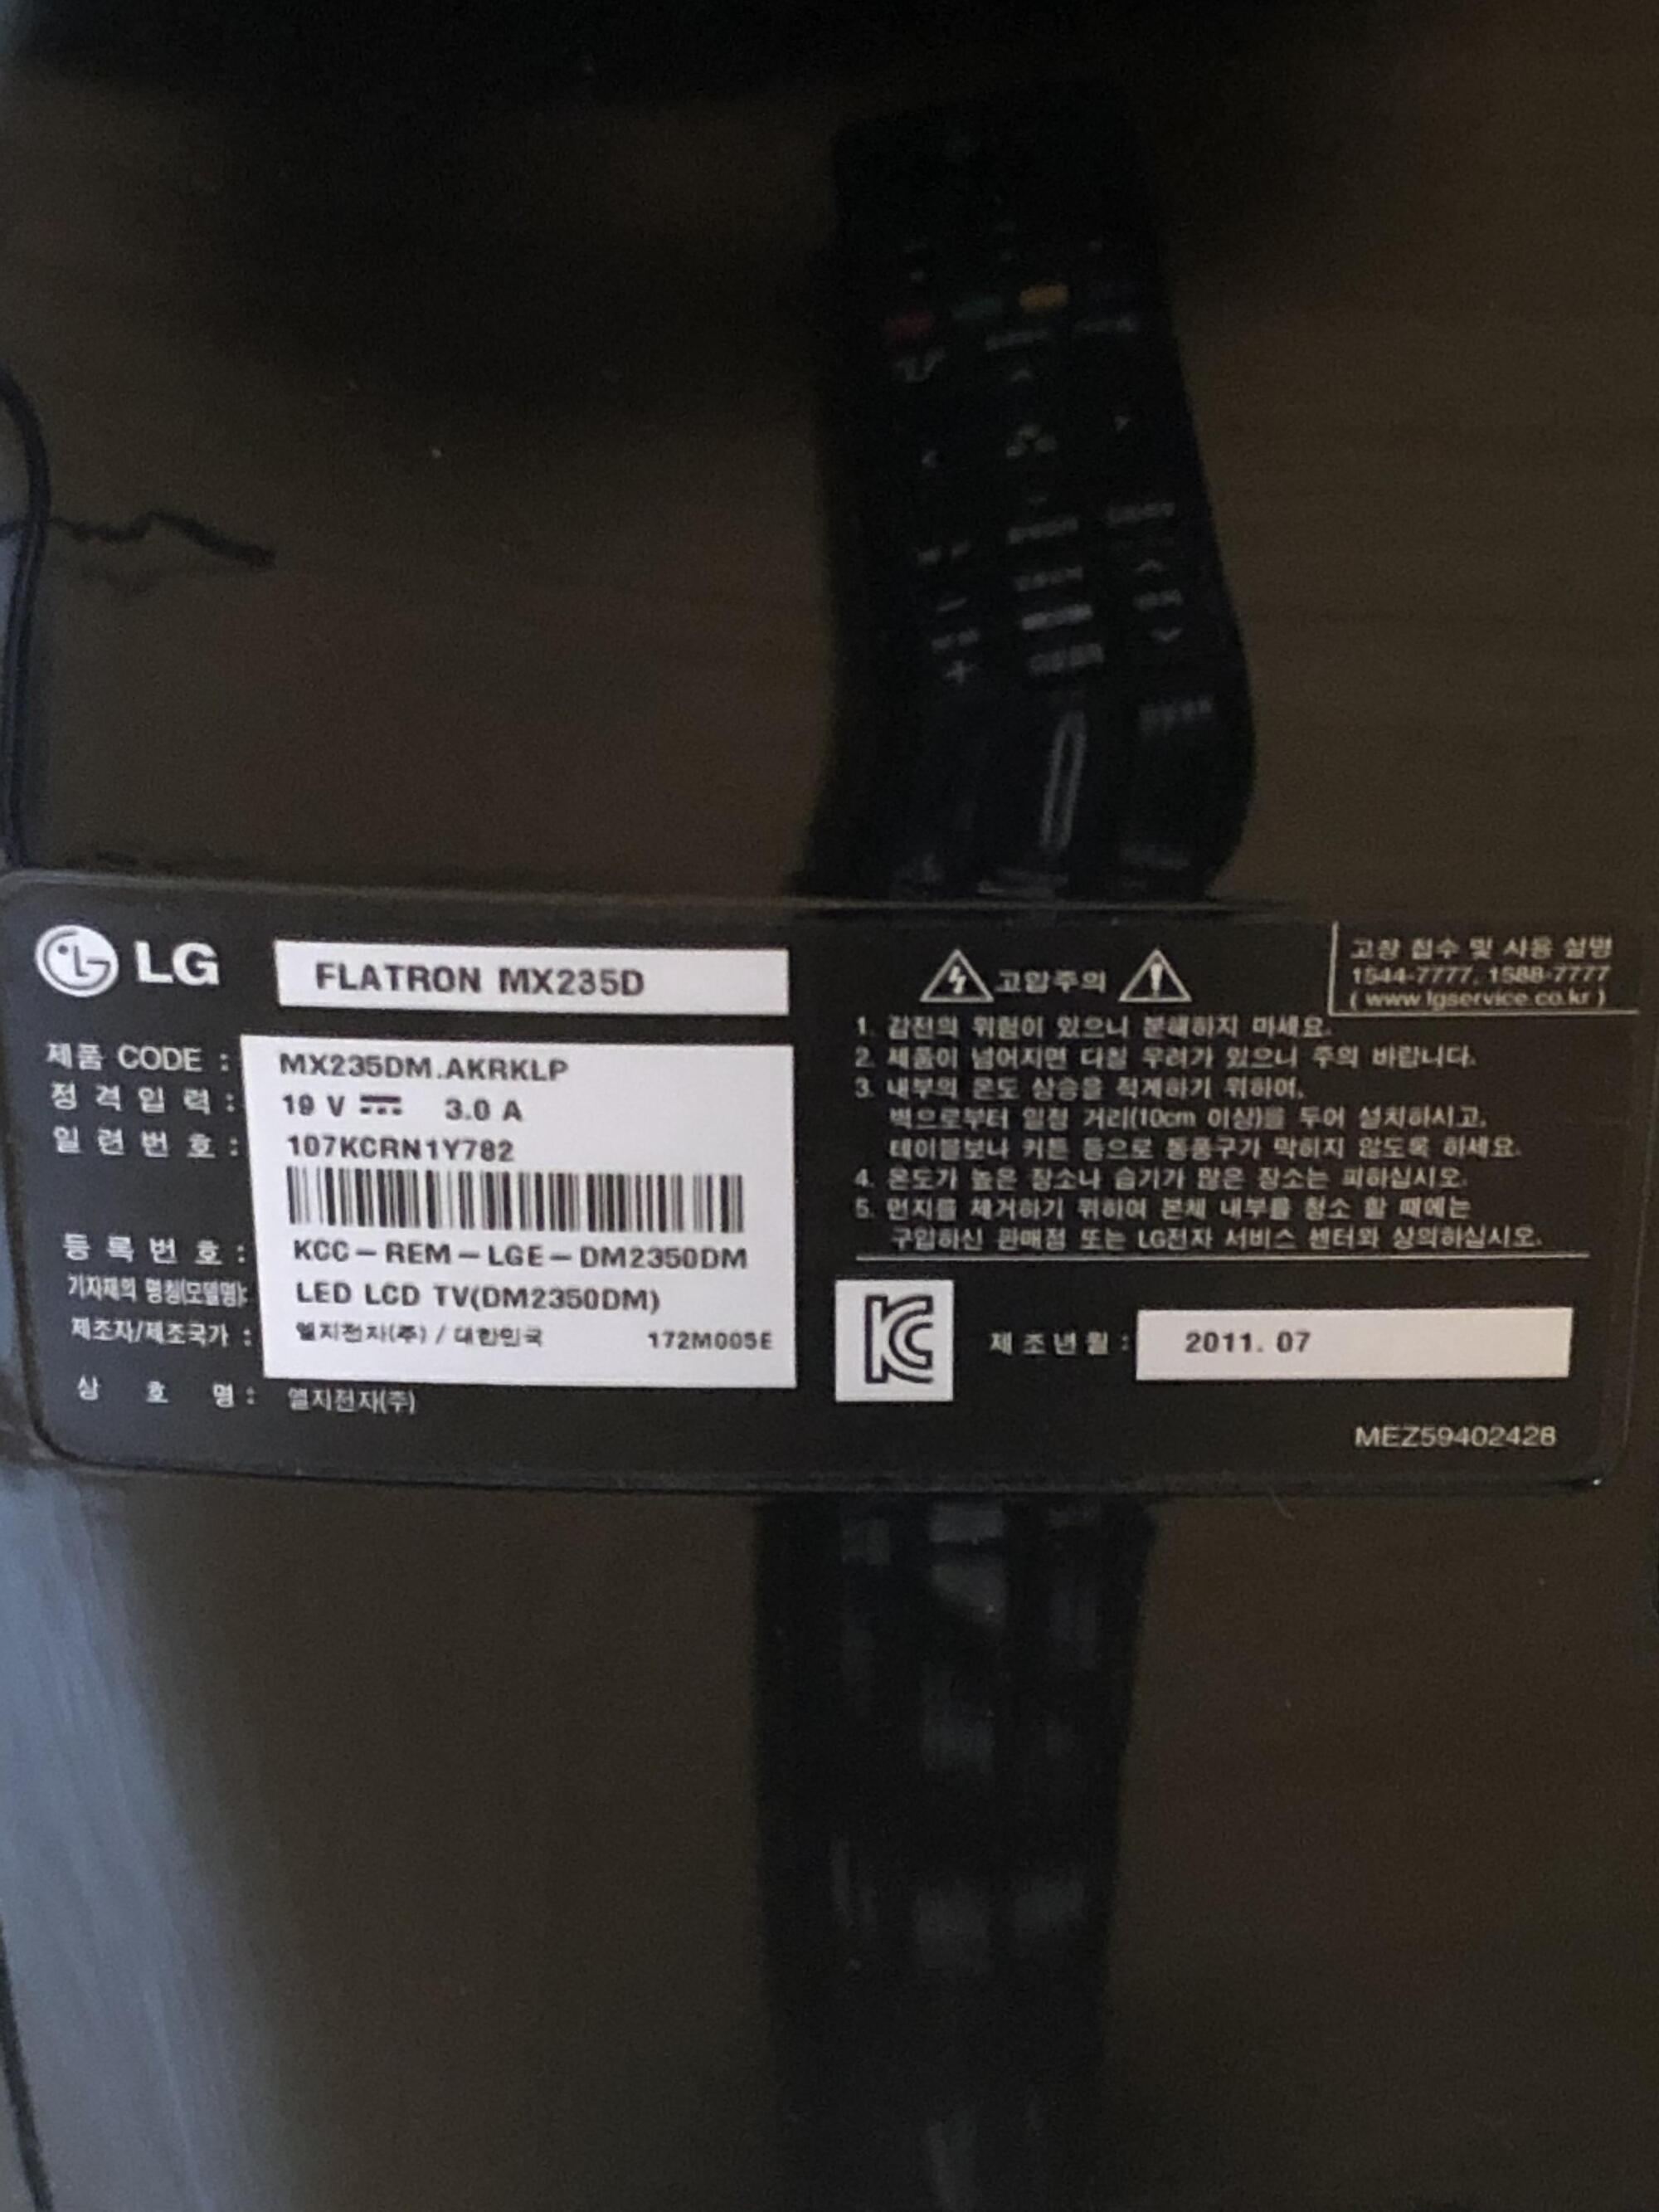 LG
FLATRON MX235D
제품 CODE : MX235DM.AKRKLP
정격입력 : 19 V 3.0 A
일련번호 : 107KCRN1Y782
등록번호 : KCC-REM-LGE-DM2350DM
기자재의 명칭(모델명): LED LCD TV(DM2350DM)
제조자/제조국가 : 엘지전자(주) / 대한민국 172M005E
상호명 : 엘지전자(주)
고압주의
고장 접수 및 사용 설명
1544-7777, 1588-7777
( www.lgservice.co.kr )
1. 감전의 위험이 있으니 분해하지 마세요.
2. 제품이 넘어지면 다칠 우려가 있으니 주의 바랍니다.
3. 내부의 온도 상승을 적게하기 위하여,
벽으로부터 일정 거리(10cm 이상)를 두어 설치하시고,
테이블보나 커튼 등으로 통풍구가 막히지 않도록 하세요.
4. 온도가 높은 장소나 습기가 많은 장소는 피하십시오.
5. 먼지를 제거하기 위하여 본체 내부를 청소 할 때에는
구입하신 판매점 또는 LG전자 서비스 센터와 상의하십시오.
제조년월 : 2011. 07
MEZ59402428